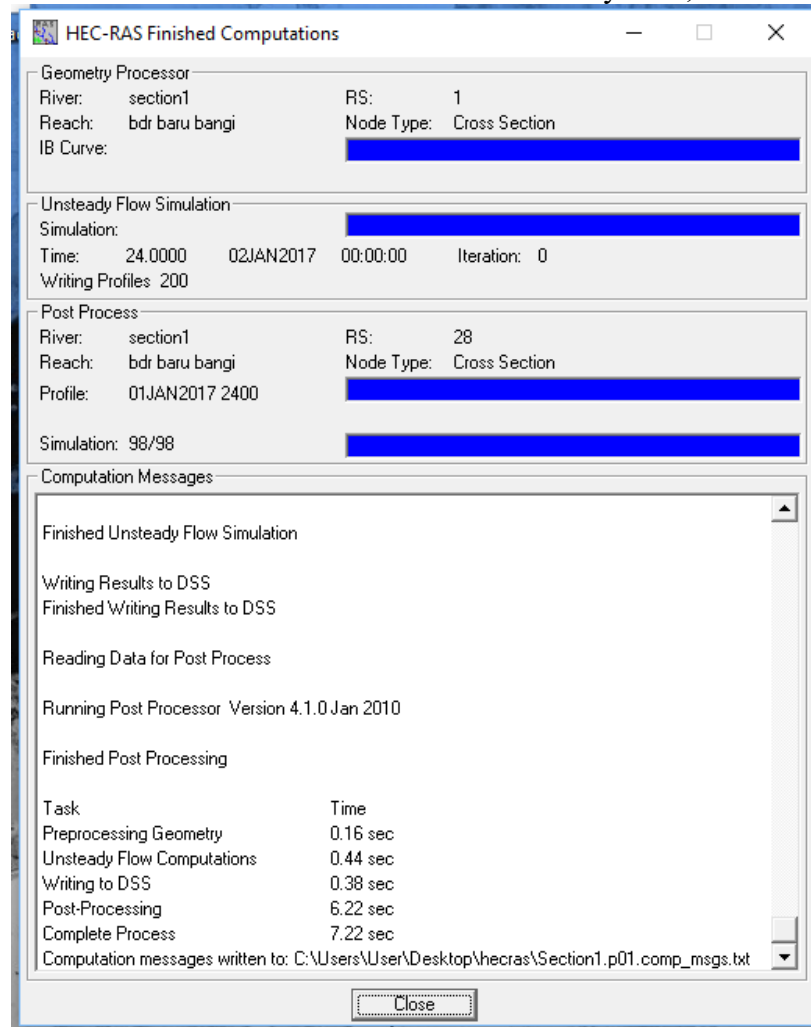 HEC-RAS Finished Computations
Geometry Processor
River: section1 RS: 1
Reach: bdr baru bangi Node Type: Cross Section
IB Curve:
Unsteady Flow Simulation
Simulation:
Time: 24.0000 02JAN2017 00:00:00 Iteration: 0
Writing Profiles 200
Post Process
River: section1 RS: 28
Reach: bdr baru bangi Node Type: Cross Section
Profile: 01JAN2017 2400
Simulation: 98/98
Computation Messages
Finished Unsteady Flow Simulation
Writing Results to DSS
Finished Writing Results to DSS
Reading Data for Post Process
Running Post Processor Version 4.1.0 Jan 2010
Finished Post Processing
Task Time
Preprocessing Geometry 0.16 sec
Unsteady Flow Computations 0.44 sec
Writing to DSS 0.38 sec
Post-Processing 6.22 sec
Complete Process 7.22 sec
Computation messages written to: C:\Users\User\Desktop\hecras\Section1.p01.comp_msgs.txt
Close